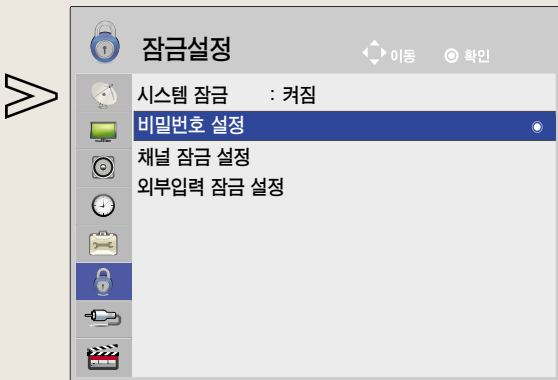 잠금설정
이동 확인
시스템 잠금 : 켜짐
비밀번호 설정
채널 잠금 설정
외부입력 잠금 설정